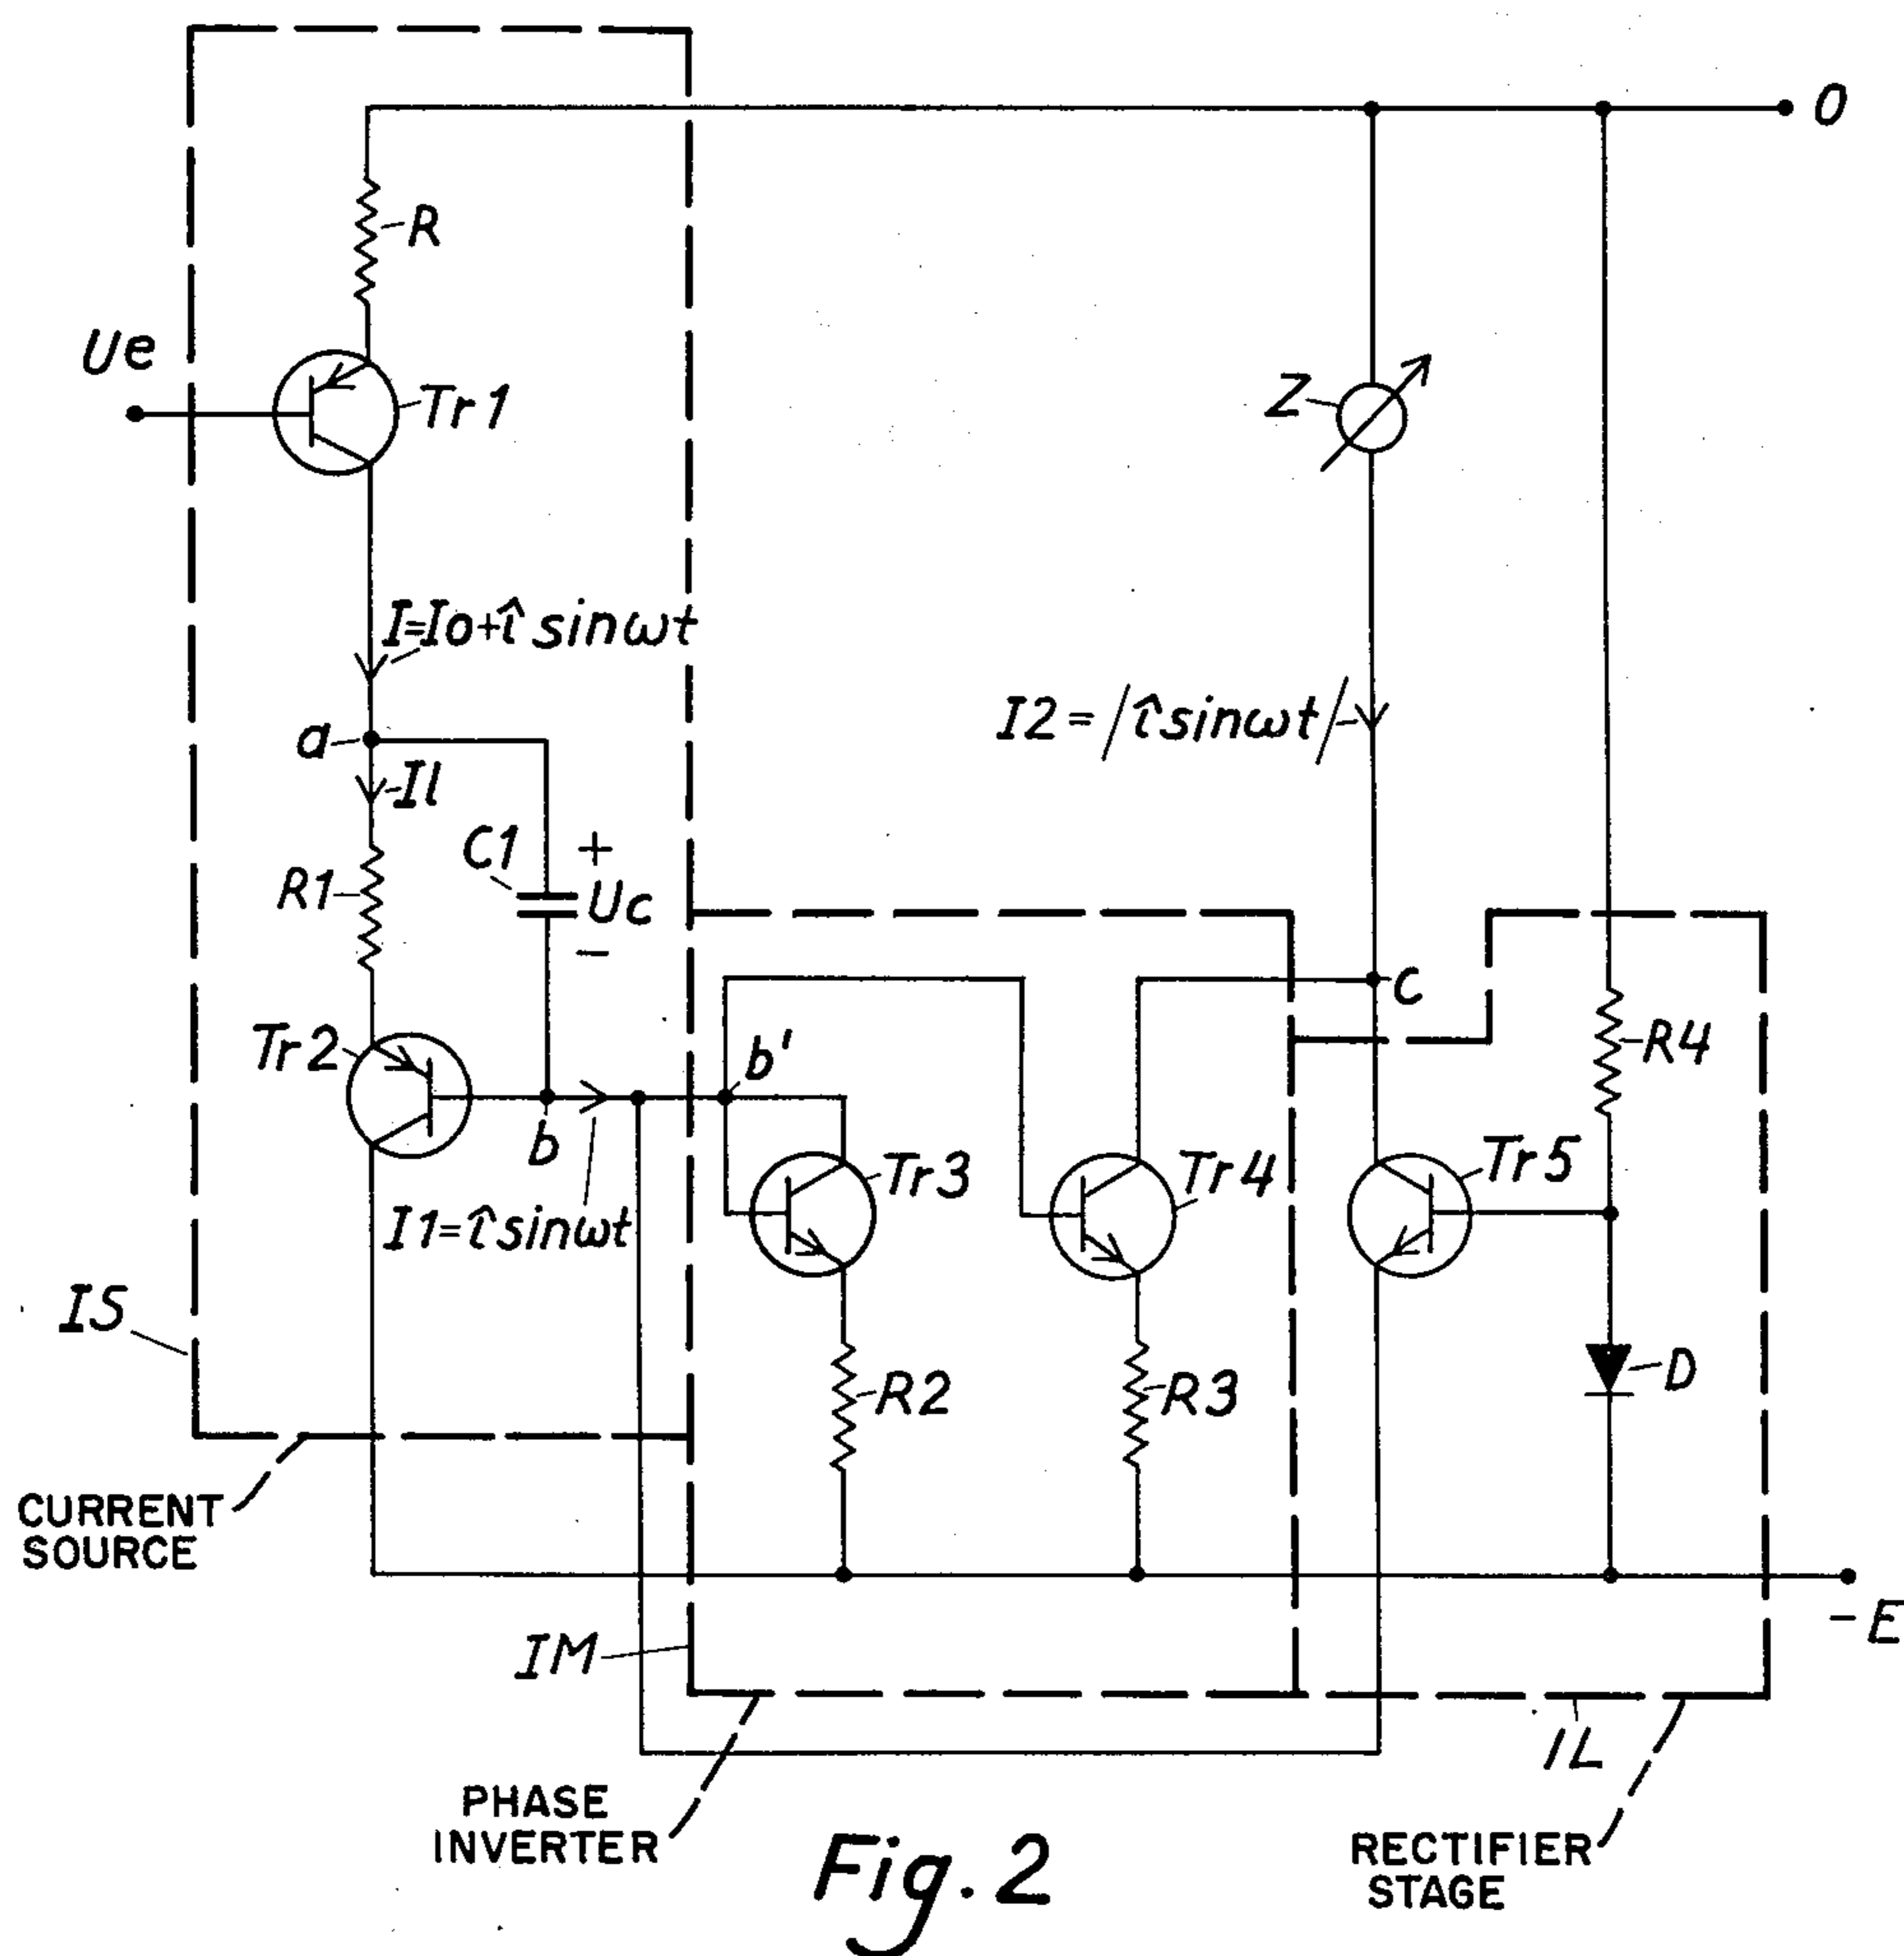 O
R
Ue
Tr1
Z
I=Io+î sinωt
I2=/î sinωt/
a
Il
C1
+
R1
Uc
-
c
Tr2
b'
R4
b
Tr3
Tr4
Tr5
I1=î sinωt
IS
R2
R3
D
CURRENT
SOURCE
-E
IM
IL
PHASE
INVERTER
RECTIFIER
STAGE
Fig. 2